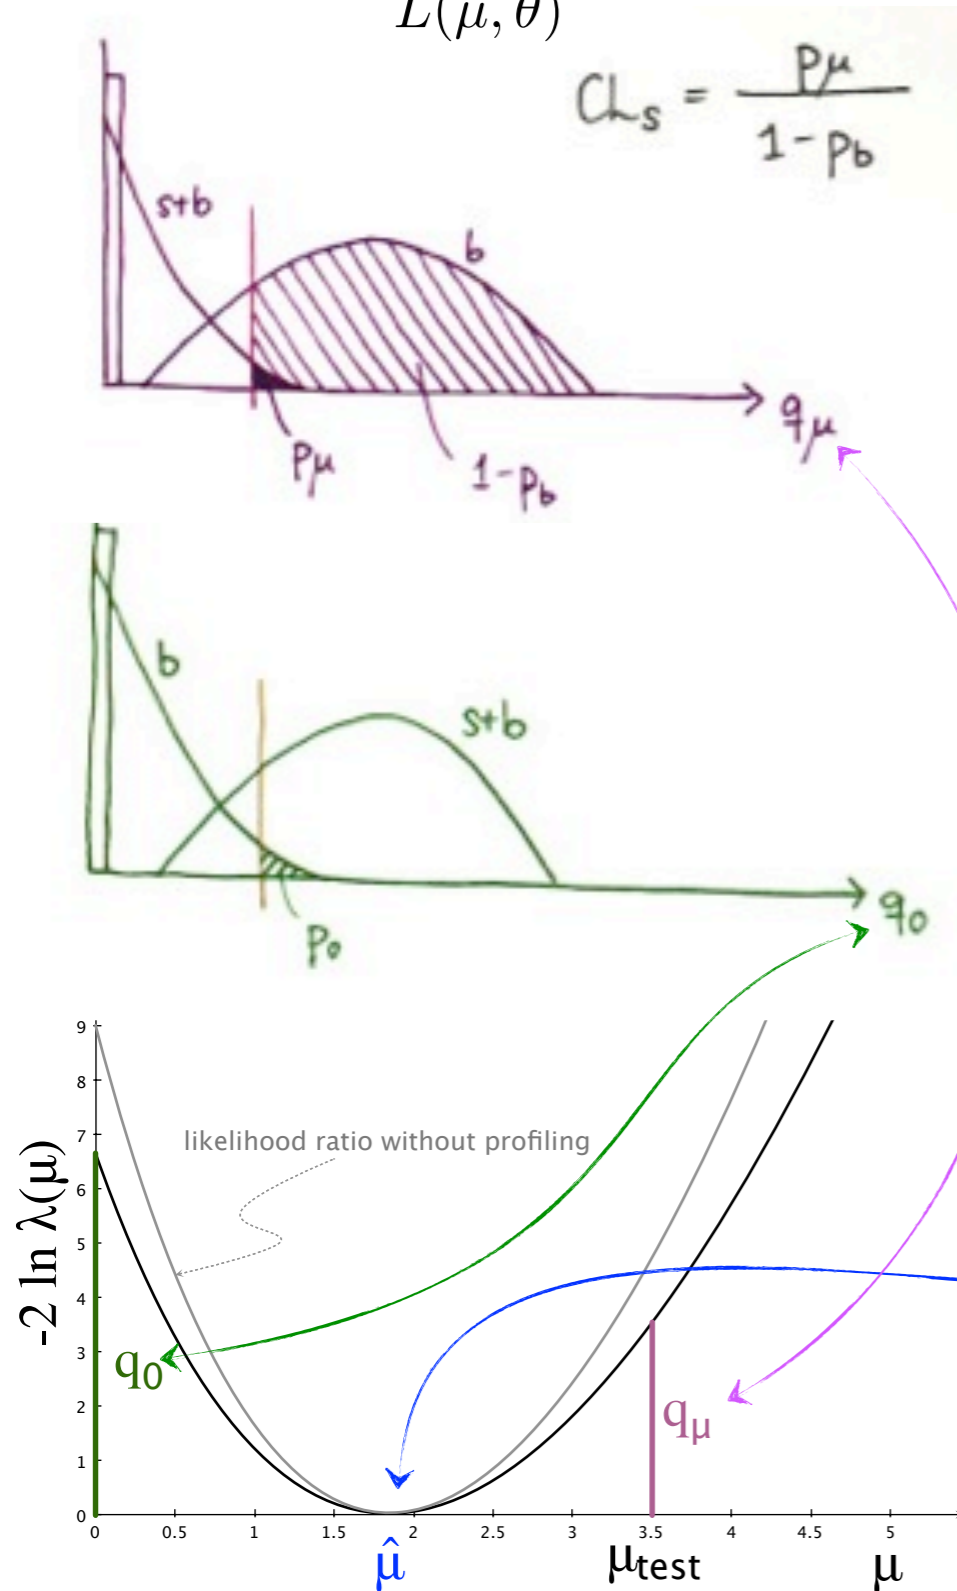 L(μ, θ)
CLs = pμ / 1 - pb
s+b
b
qμ
pμ
1-pb
b
s+b
q0
p0
-2 ln λ(μ)
9
8
7
6
5
4
3
2
1
0
likelihood ratio without profiling
q0
qμ
0 0.5 1 1.5 2 2.5 3 3.5 4 4.5 5
μ̂ μtest μ